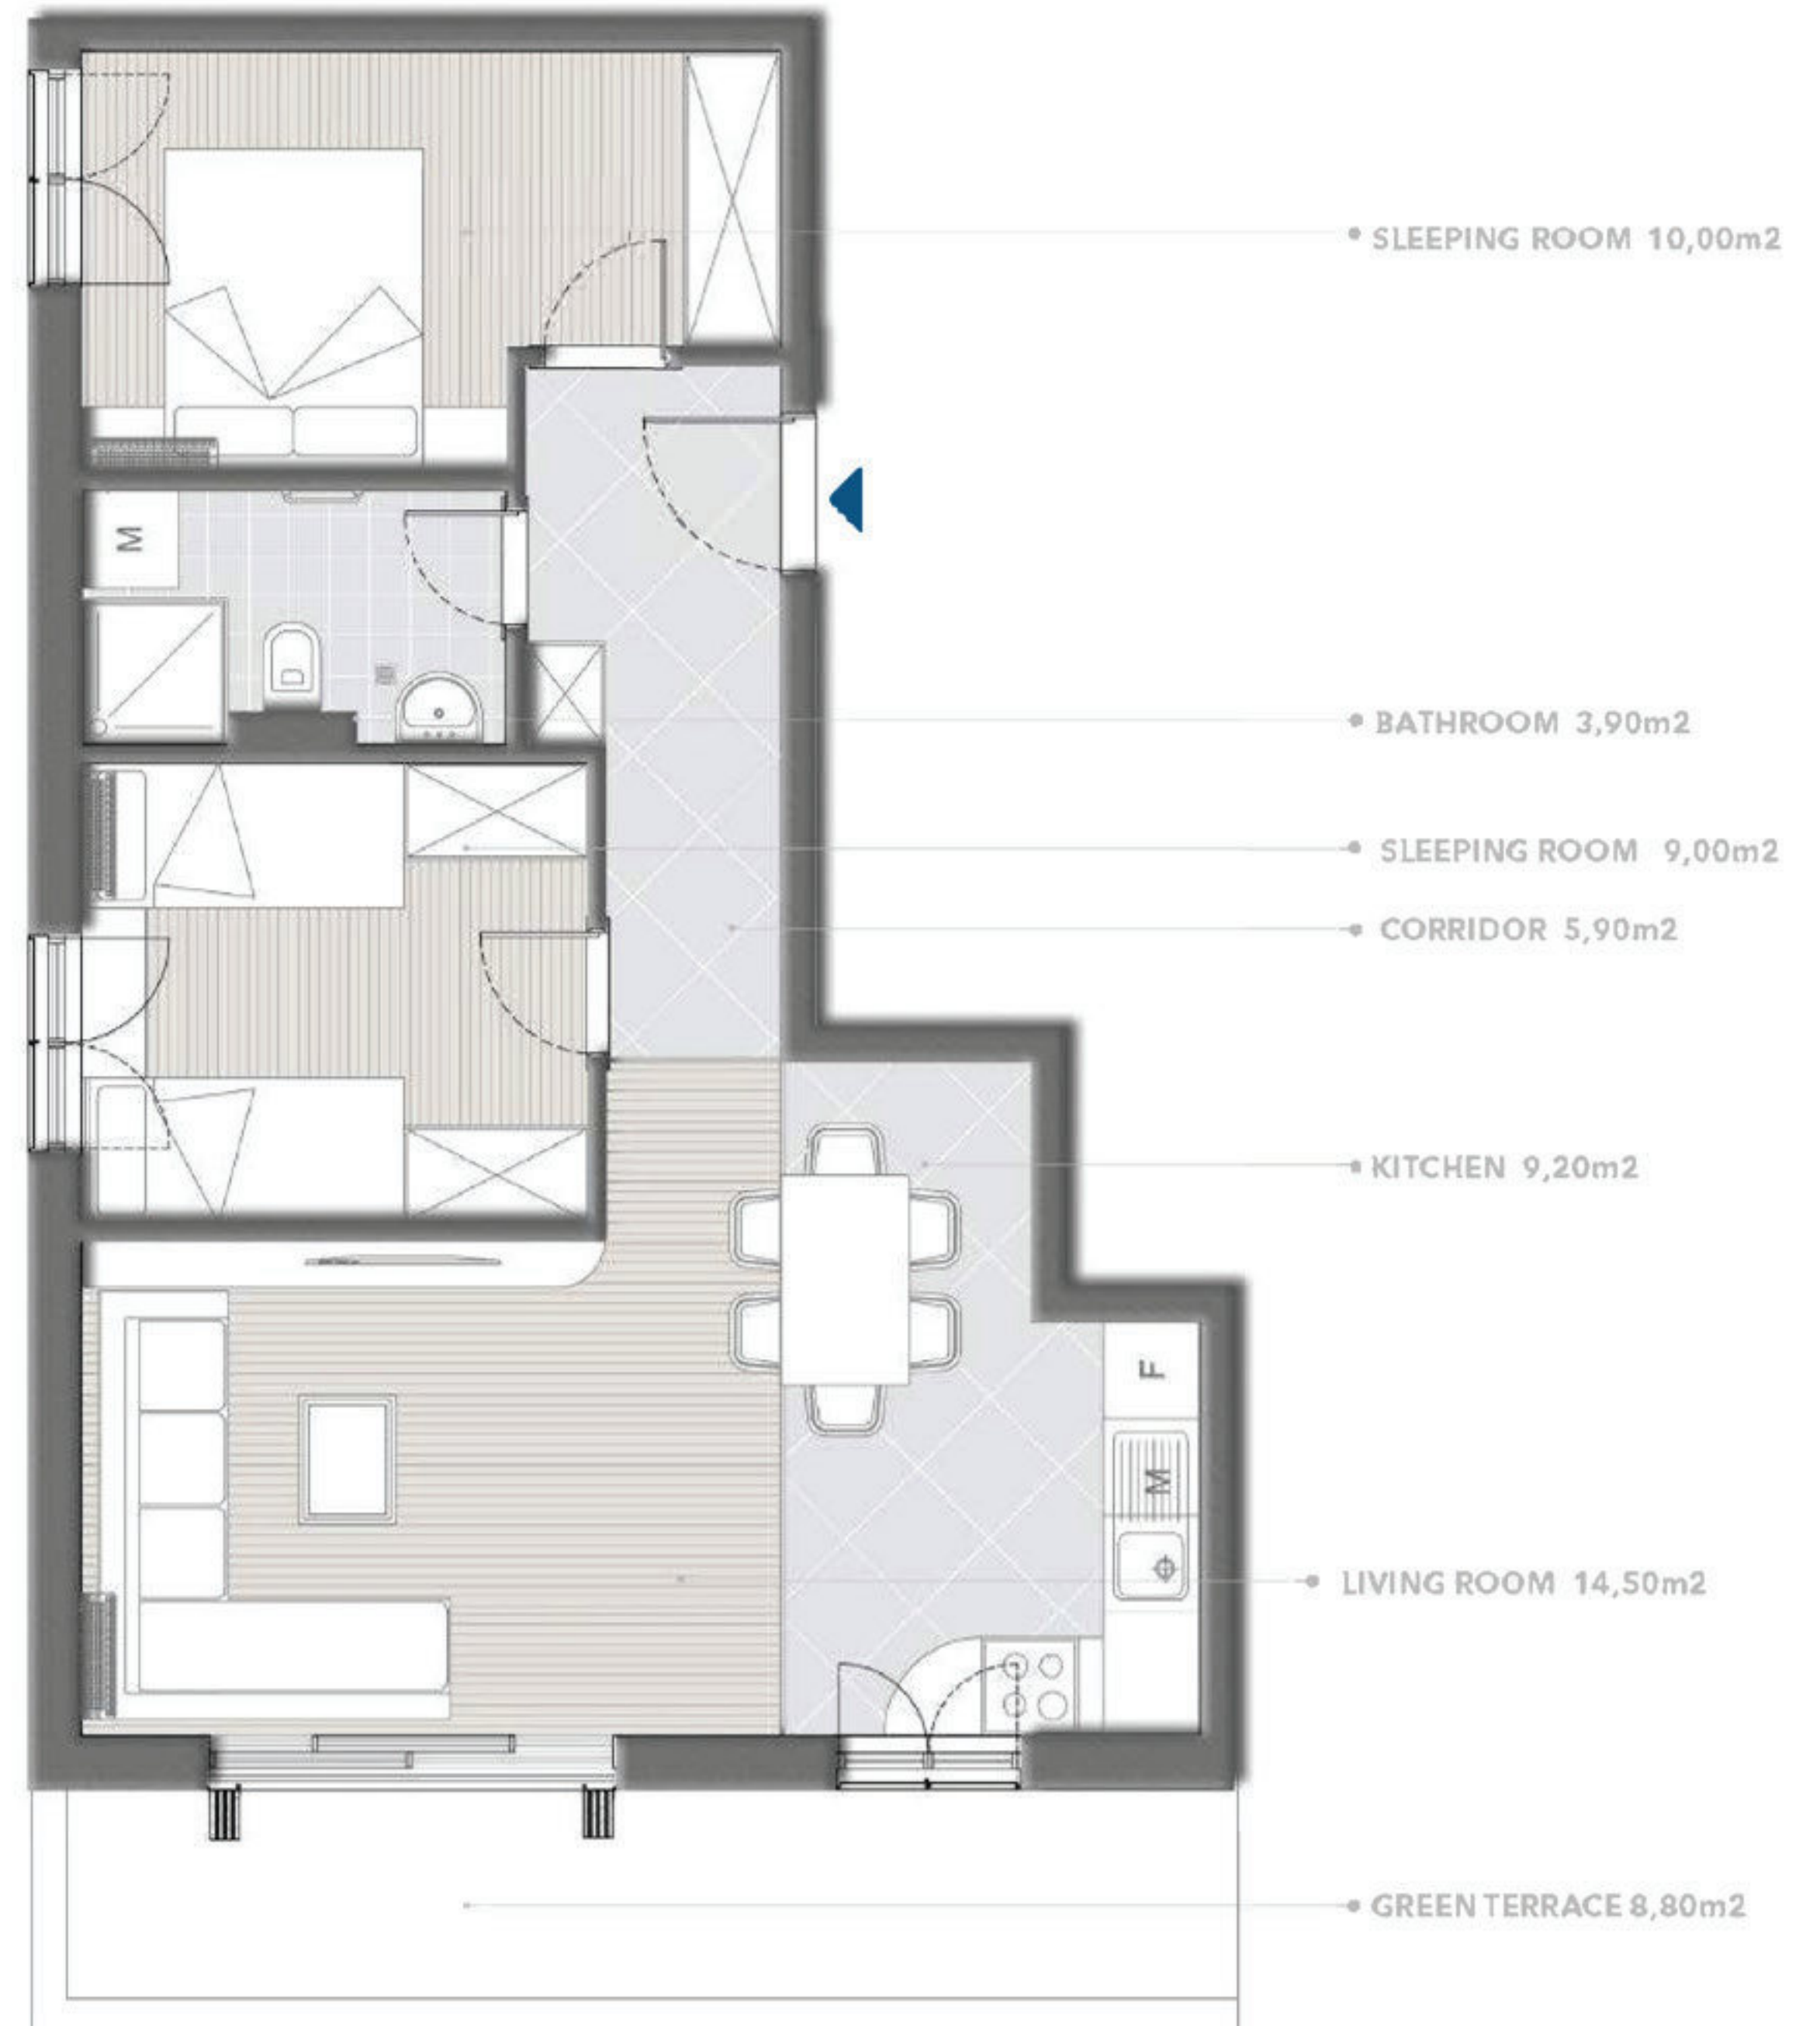 SLEEPING ROOM 10,00m2
M
BATHROOM 3,90m2
SLEEPING ROOM 9,00m2
CORRIDOR 5,90m2
KITCHEN 9,20m2
F
M
LIVING ROOM 14,50m2
GREEN TERRACE 8,80m2